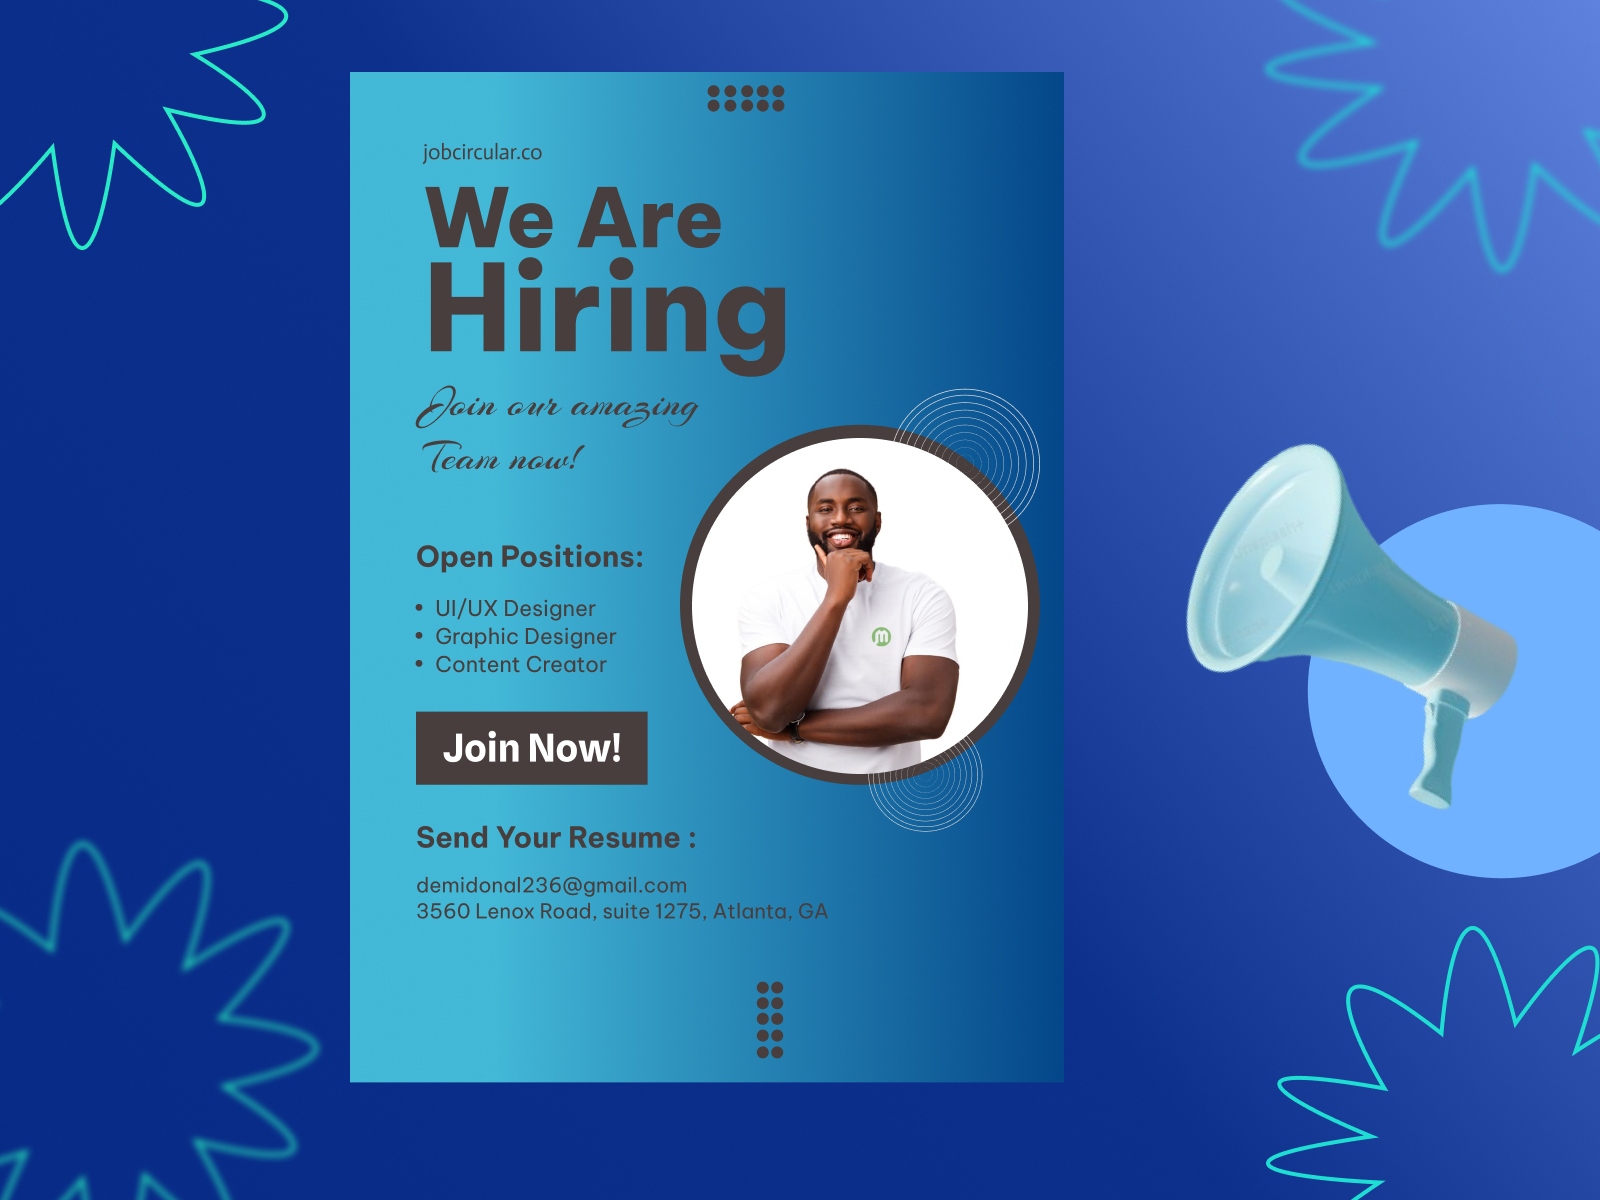 jobcircular.co
We Are
Hiring
Join our amazing
Team now!
Open Positions:
• UI/UX Designer
• Graphic Designer
• Content Creator
Join Now!
Send Your Resume :
demidonal236@gmail.com
3560 Lenox Road, suite 1275, Atlanta, GA